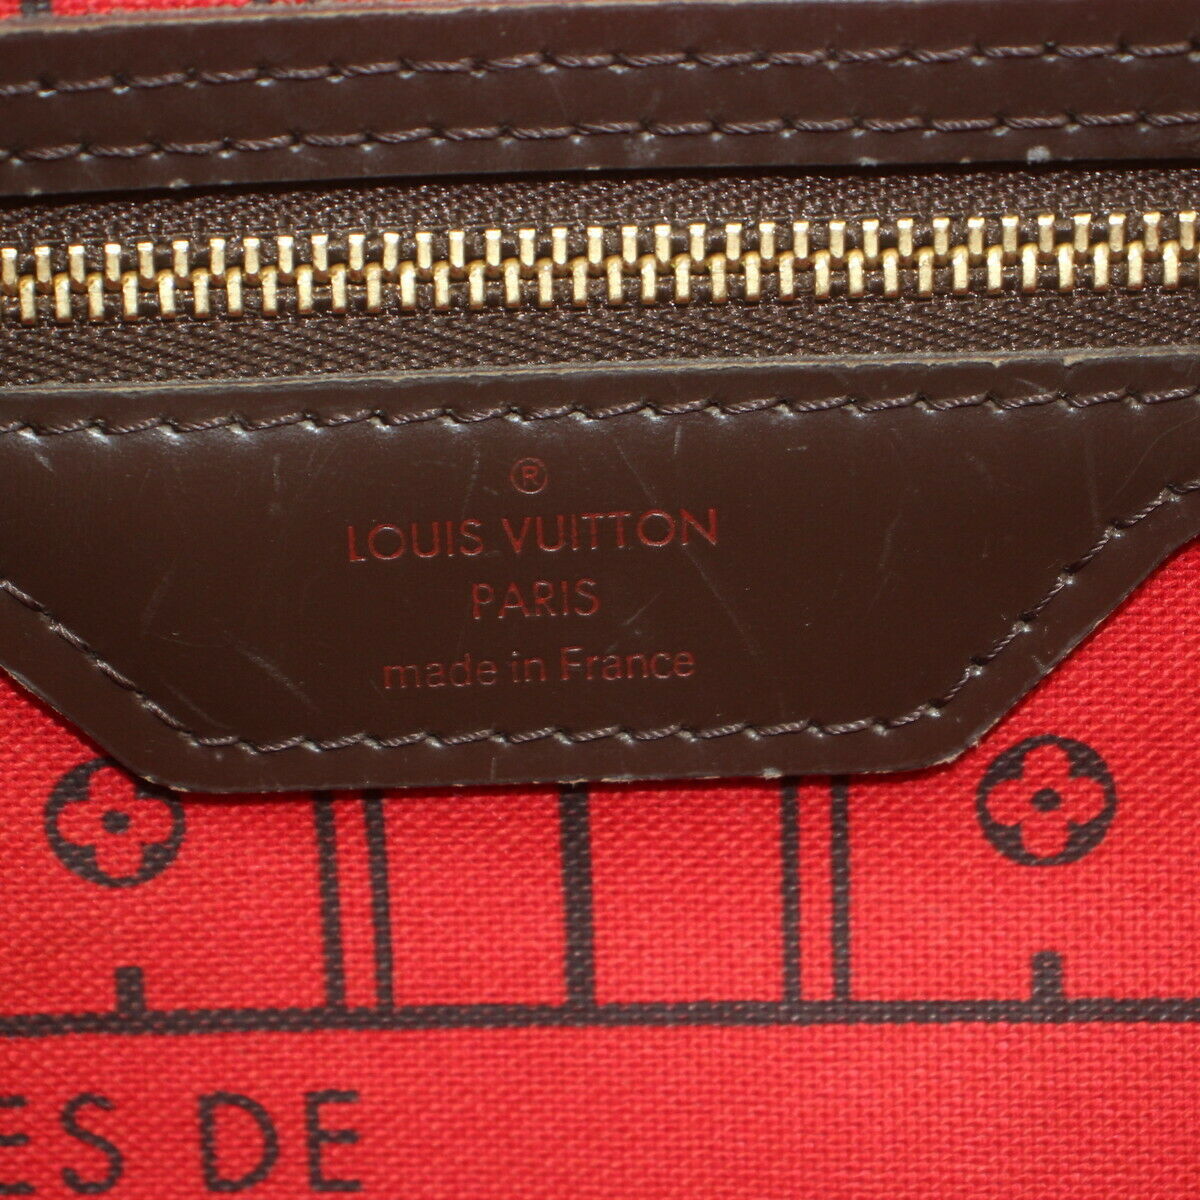 ®
LOUIS VUITTON
PARIS
made in France
ES DE